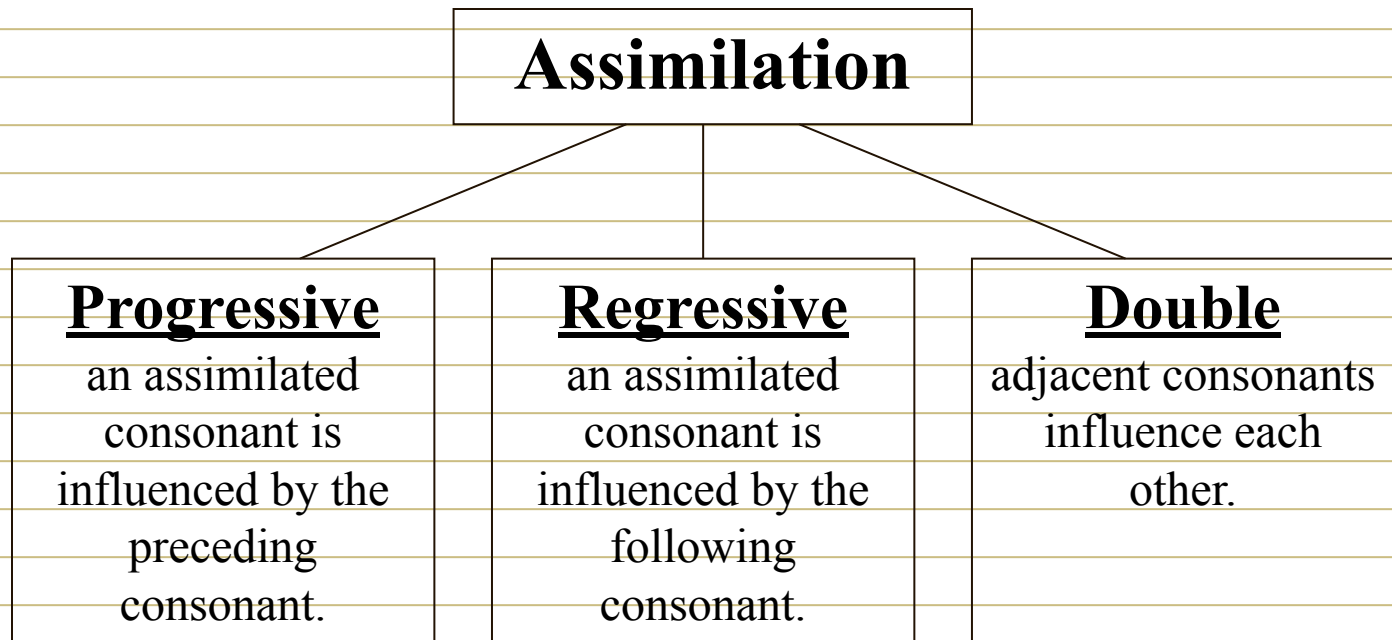 Assimilation
Progressive
an assimilated
consonant is
influenced by the
preceding
consonant.
Regressive
an assimilated
consonant is
influenced by the
following
consonant.
Double
adjacent consonants
influence each
other.